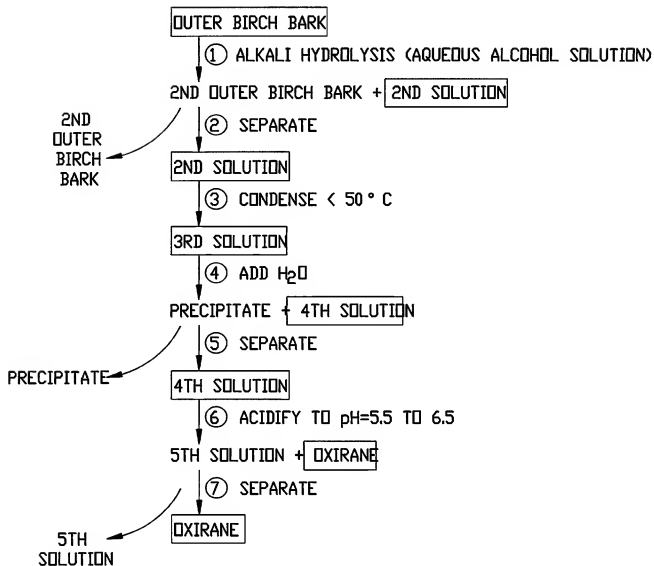 OUTER BIRCH BARK
① ALKALI HYDROLYSIS (AQUEOUS ALCOHOL SOLUTION)
2ND OUTER BIRCH BARK + 2ND SOLUTION
2ND
OUTER
BIRCH
BARK
② SEPARATE
2ND SOLUTION
③ CONDENSE < 50° C
3RD SOLUTION
④ ADD H₂O
PRECIPITATE + 4TH SOLUTION
⑤ SEPARATE
PRECIPITATE
4TH SOLUTION
⑥ ACIDIFY TO pH=5.5 TO 6.5
5TH SOLUTION + OXIRANE
⑦ SEPARATE
OXIRANE
5TH
SOLUTION